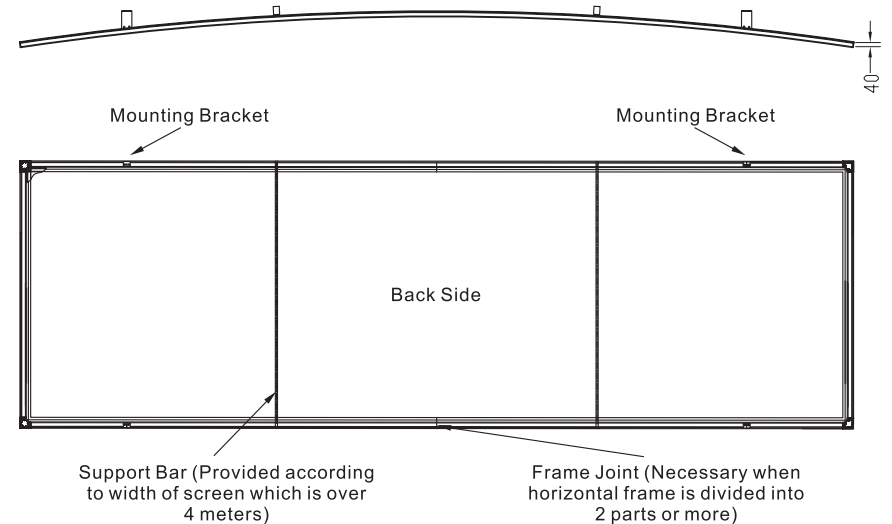 40
Mounting Bracket
Mounting Bracket
Back Side
Support Bar (Provided according
to width of screen which is over
4 meters)
Frame Joint (Necessary when
horizontal frame is divided into
2 parts or more)